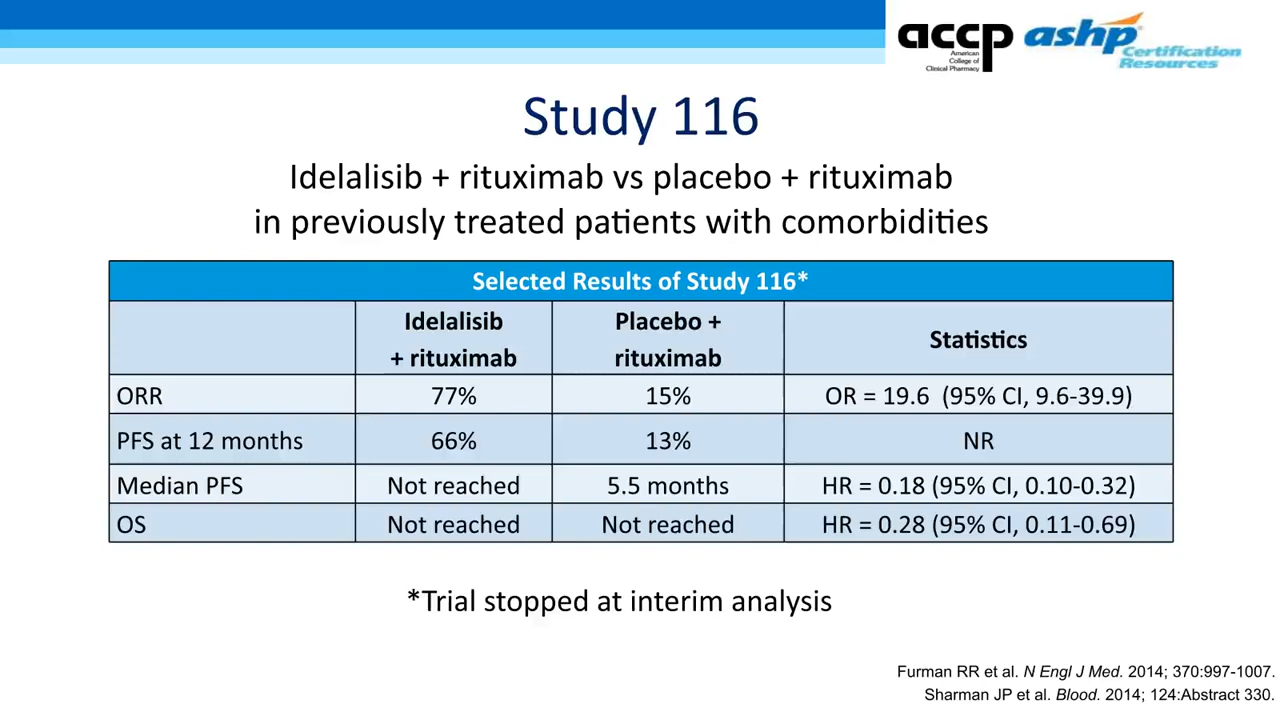 accp
American
College of
Clinical Pharmacy
ashp®
Certification
Resources
Study 116
Idelalisib + rituximab vs placebo + rituximab
in previously treated patients with comorbidities
Selected Results of Study 116*
Idelalisib
+ rituximab
Placebo +
rituximab
Statistics
ORR 77% 15% OR = 19.6 (95% CI, 9.6-39.9)
PFS at 12 months 66% 13% NR
Median PFS Not reached 5.5 months HR = 0.18 (95% CI, 0.10-0.32)
OS Not reached Not reached HR = 0.28 (95% CI, 0.11-0.69)
*Trial stopped at interim analysis
Furman RR et al. N Engl J Med. 2014; 370:997-1007.
Sharman JP et al. Blood. 2014; 124:Abstract 330.